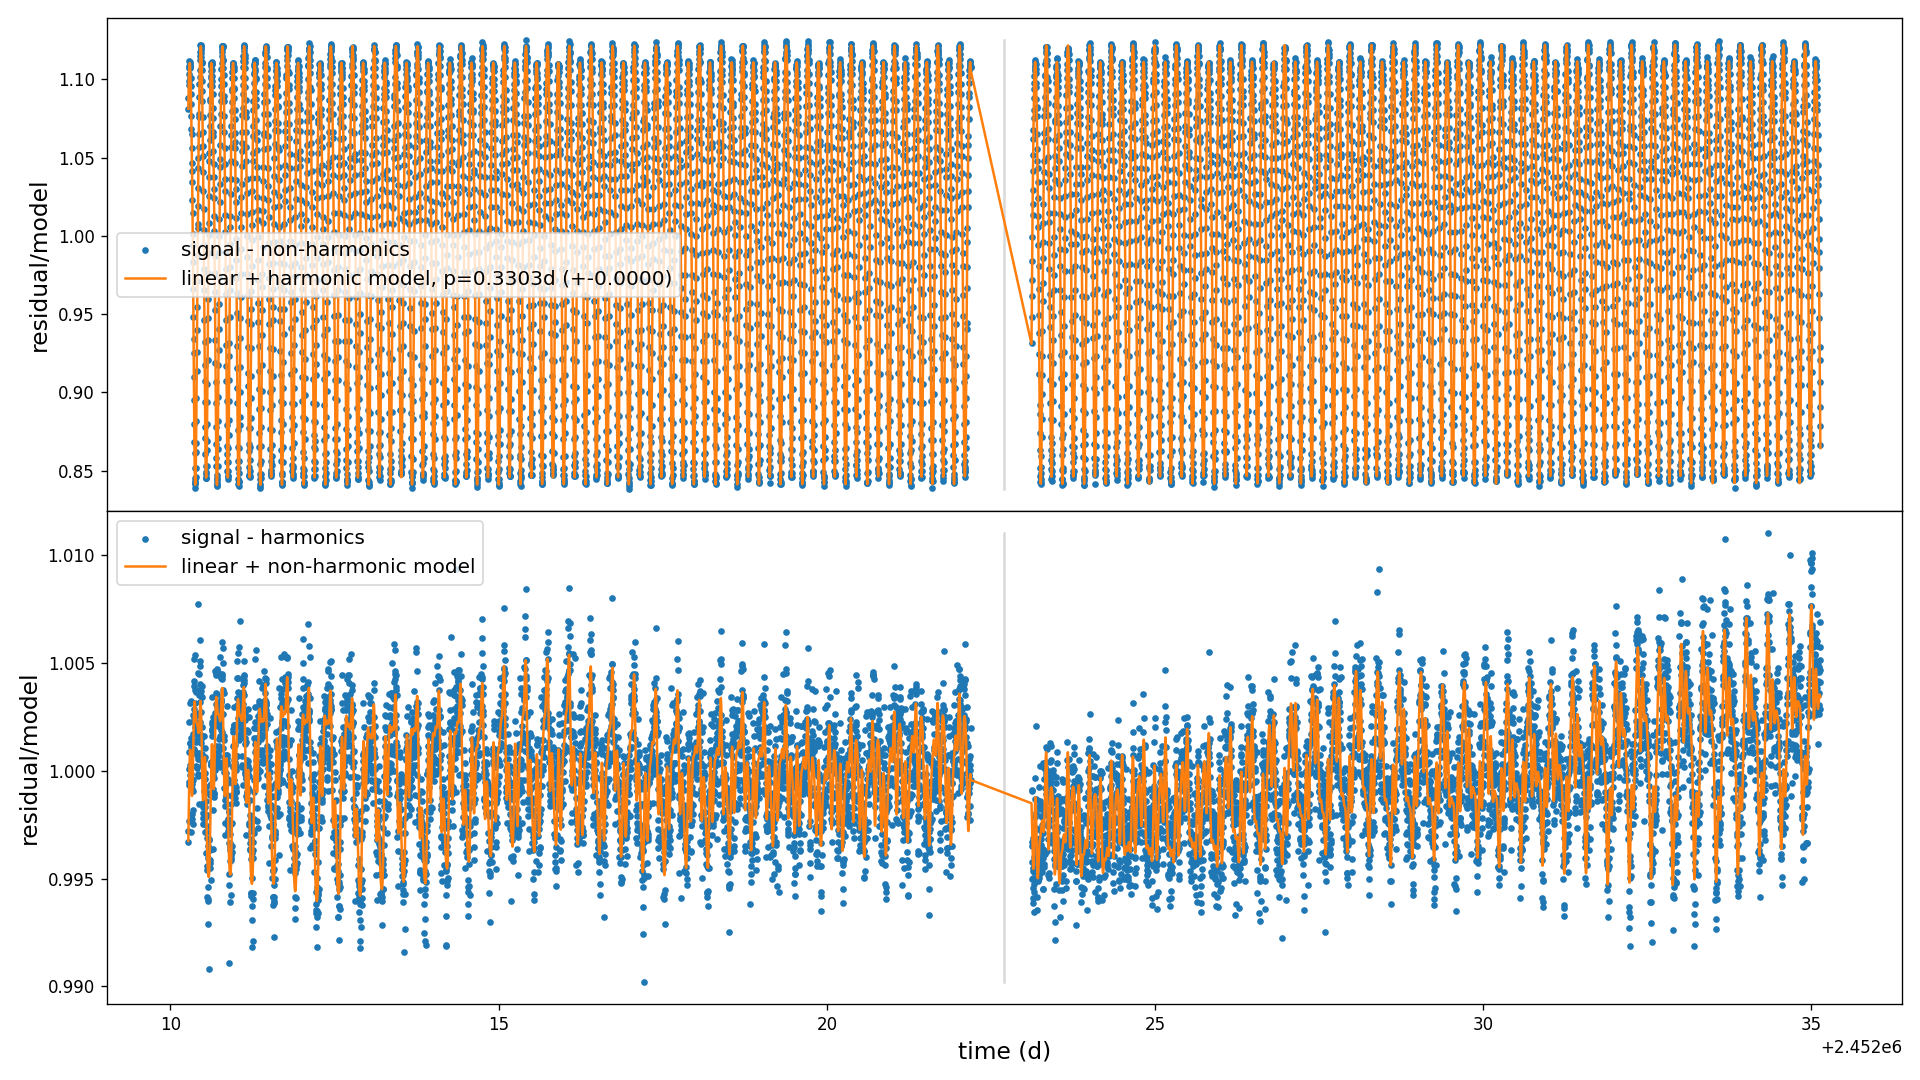 residual/model
1.10
1.05
1.00
0.95
0.90
0.85
signal - non-harmonics
linear + harmonic model, p=0.3303d (+-0.0000)
residual/model
1.010
1.005
1.000
0.995
0.990
signal - harmonics
linear + non-harmonic model
10 15 20 25 30 35
time (d)
+2.452e6